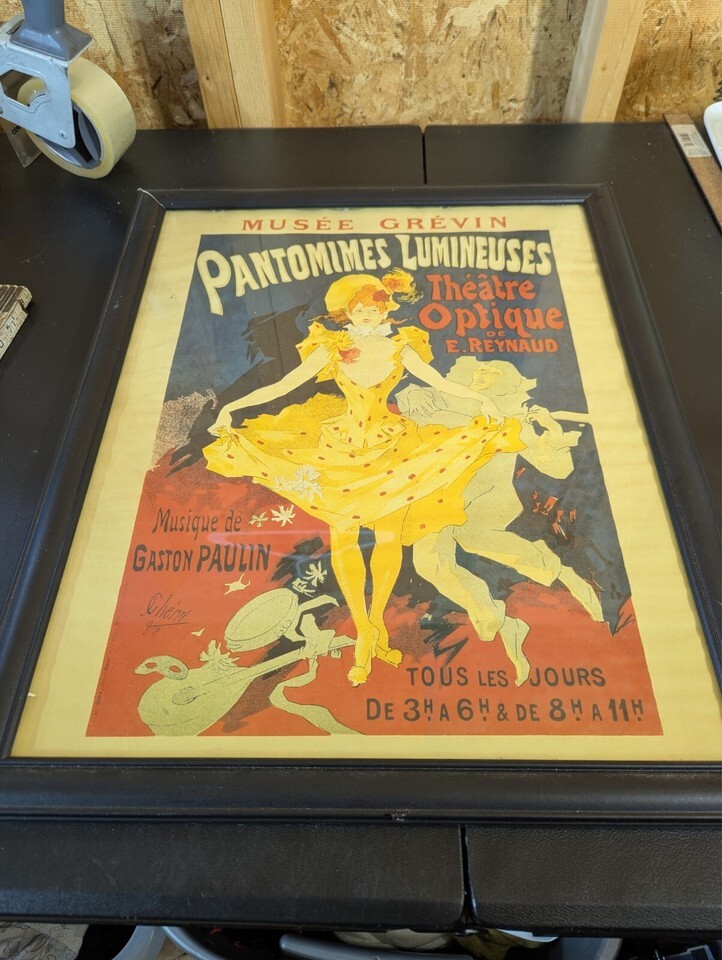 MUSÉE GRÉVIN
PANTOMIMES LUMINEUSES
Théâtre
Optique
DE
E. REYNAUD
Musique de
GASTON PAULIN
Chéret
TOUS LES JOURS
DE 3H A 6H & DE 8H A 11H